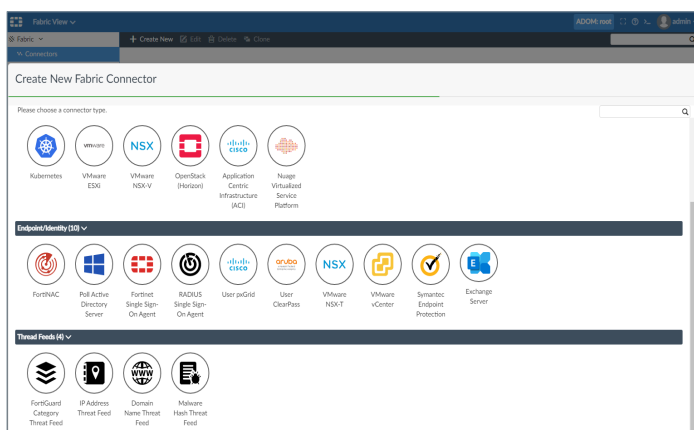 Fabric View
ADOM: root
admin
Fabric
+ Create New Edit Delete Clone
Connectors
Create New Fabric Connector
Please choose a connector type.
vmware NSX CISCO
Kubernetes
VMware
ESXi
VMware
NSX-V
OpenStack
(Horizon)
Application
Centric
Infrastructure
(ACI)
Nuage
Virtualized
Service
Platform
Endpoint/Identity (10)
CISCO aruba NSX E
FortiNAC
Poll Active
Directory
Server
Fortinet
Single Sign-
On Agent
RADIUS
Single Sign-
On Agent
User pxGrid
User
ClearPass
VMware
NSX-T
VMware
vCenter
Symantec
Endpoint
Protection
Exchange
Server
Thread Feeds (4)
WWW
FortiGuard
Category
Threat Feed
IP Address
Threat Feed
Domain
Name Threat
Feed
Malware
Hash Threat
Feed